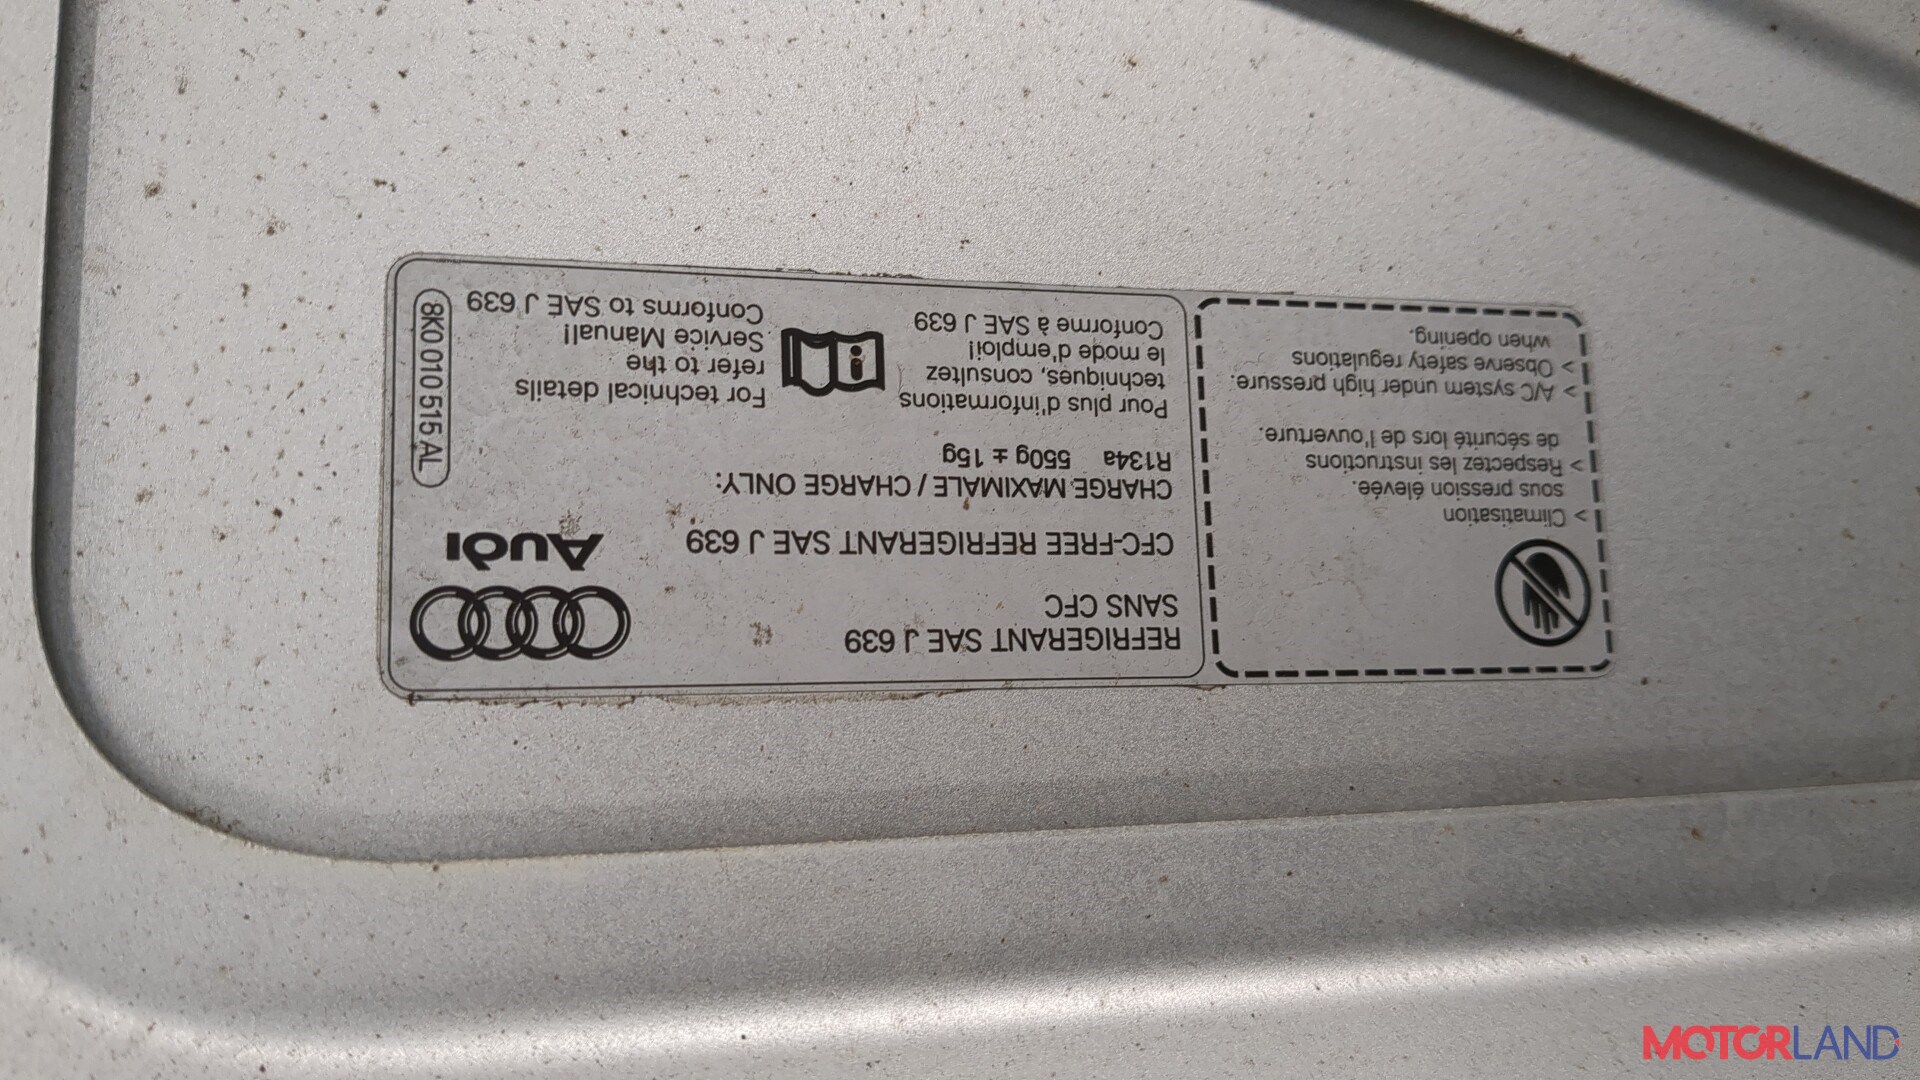 > Climatisation
sous pression élevée.
> Respectez les instructions
de sécurité lors de l'ouverture.
> A/C system under high pressure.
> Observe safety regulations
when opening.
REFRIGERANT SAE J 639
SANS CFC
CFC-FREE REFRIGERANT SAE J 639
CHARGE MAXIMALE / CHARGE ONLY:
R134a 550g ± 15g
Pour plus d'informations
techniques, consultez
le mode d'emploi!
Conforme à SAE J 639
For technical details
refer to the
Service Manual!
Conforms to SAE J 639
Audi
8K0 010 515 AL
MOTORLAND